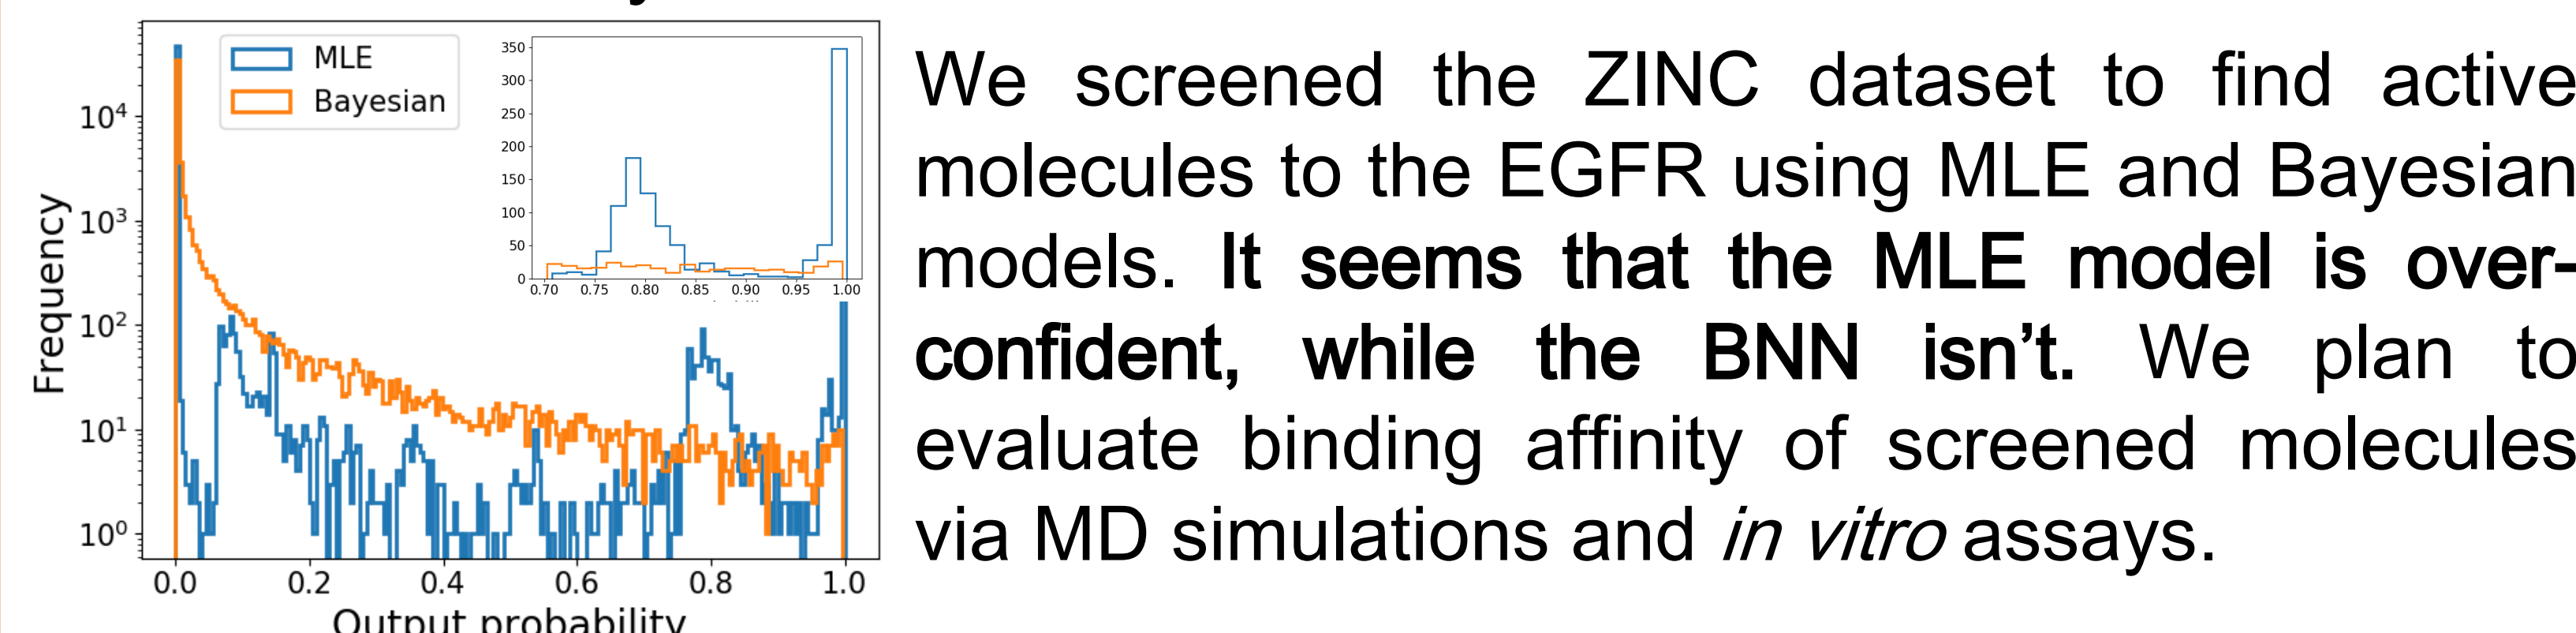 MLE
Bayesian
Frequency
10⁴
10³
10²
10¹
10⁰
0.0 0.2 0.4 0.6 0.8 1.0
Output probability
350
300
250
200
150
100
50
0
0.70 0.75 0.80 0.85 0.90 0.95 1.00
We screened the ZINC dataset to find active
molecules to the EGFR using MLE and Bayesian
models. It seems that the MLE model is over-
confident, while the BNN isn’t. We plan to
evaluate binding affinity of screened molecules
via MD simulations and in vitro assays.